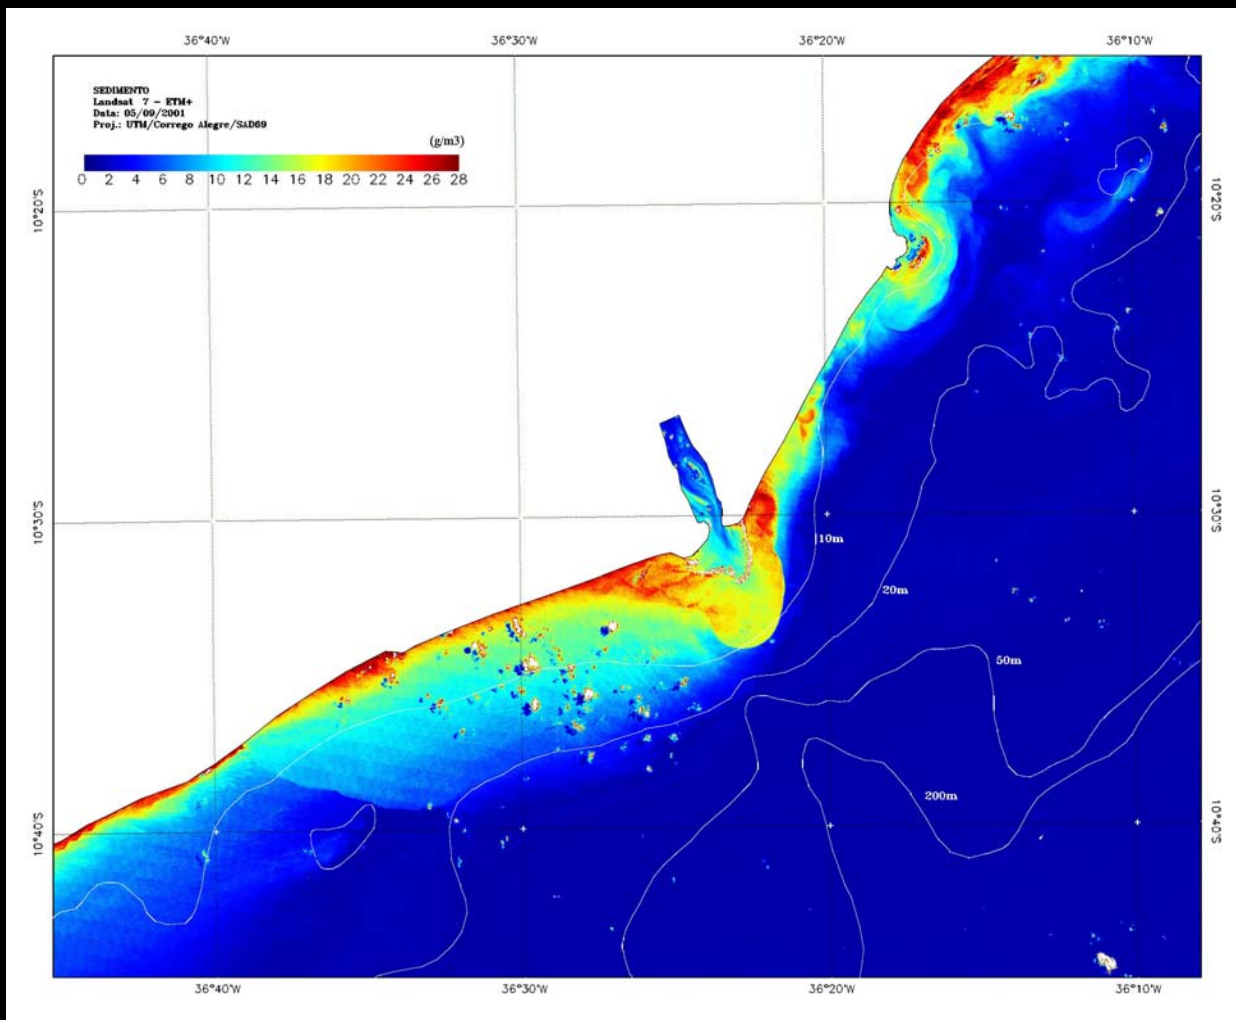 36°40'W 36°30'W 36°20'W 36°10'W
SEDIMENTO
Landsat 7 - ETM+
Data: 05/09/2001
Proj.: UTM/Corrego Alegre/SAD69
(g/m3)
0 2 4 6 8 10 12 14 16 18 20 22 24 26 28
10°20'S 10°20'S
10°30'S 10°30'S
10m
20m
50m
200m
10°40'S 10°40'S
36°40'W 36°30'W 36°20'W 36°10'W